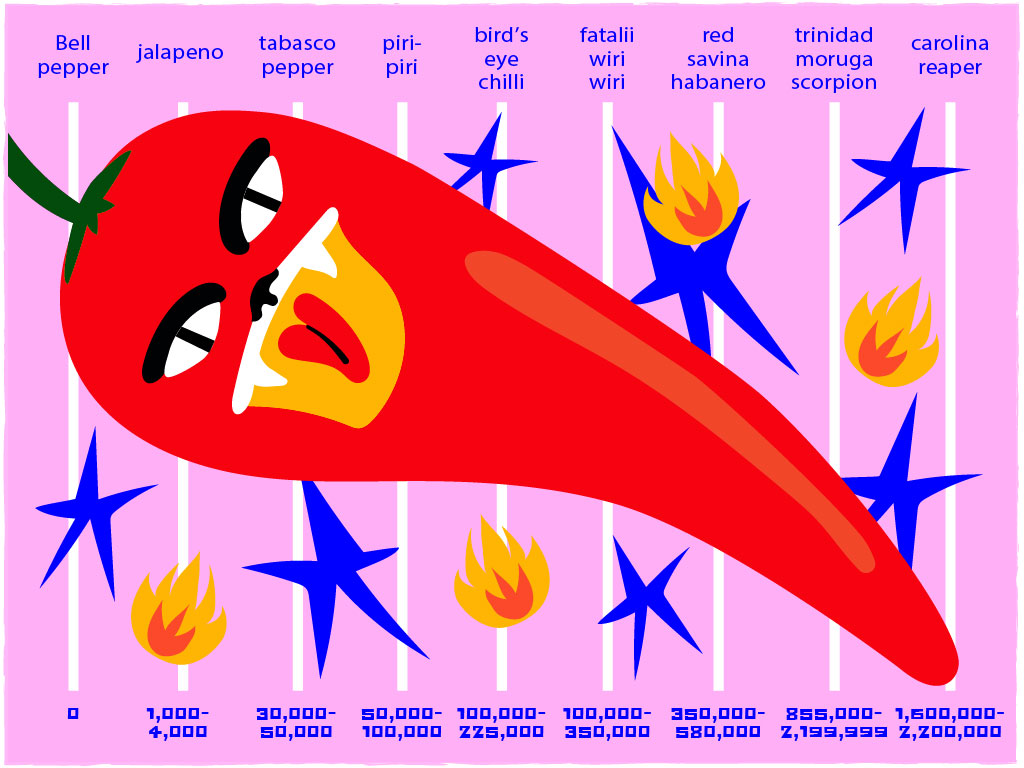 Bell
pepper
jalapeno
tabasco
pepper
piri-
piri
bird's
eye
chilli
fatalii
wiri
wiri
red
savina
habanero
trinidad
moruga
scorpion
carolina
reaper
0
1,000-
4,000
30,000-
50,000
50,000-
100,000
100,000-
225,000
100,000-
350,000
350,000-
580,000
855,000-
2,199,999
1,600,000-
2,200,000